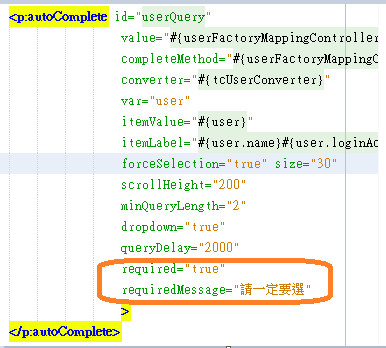 <p:autoComplete id="userQuery"
value="#{userFactoryMappingController
completeMethod="#{userFactoryMappingC
converter="#{tcUserConverter}"
var="user"
itemValue="#{user}"
itemLabel="#{user.name}#{user.loginAc
forceSelection="true" size="30"
scrollHeight="200"
minQueryLength="2"
dropdown="true"
queryDelay="2000"
required="true"
requiredMessage="請一定要選"
>
</p:autoComplete>